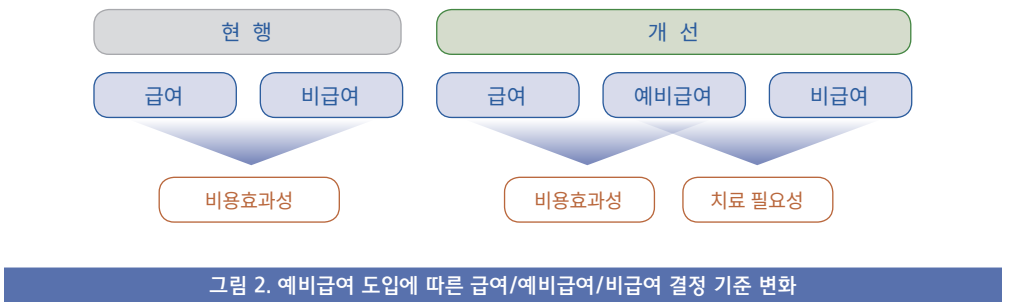 현 행
개 선
급여
비급여
급여
예비급여
비급여
비용효과성
비용효과성
치료 필요성
그림 2. 예비급여 도입에 따른 급여/예비급여/비급여 결정 기준 변화